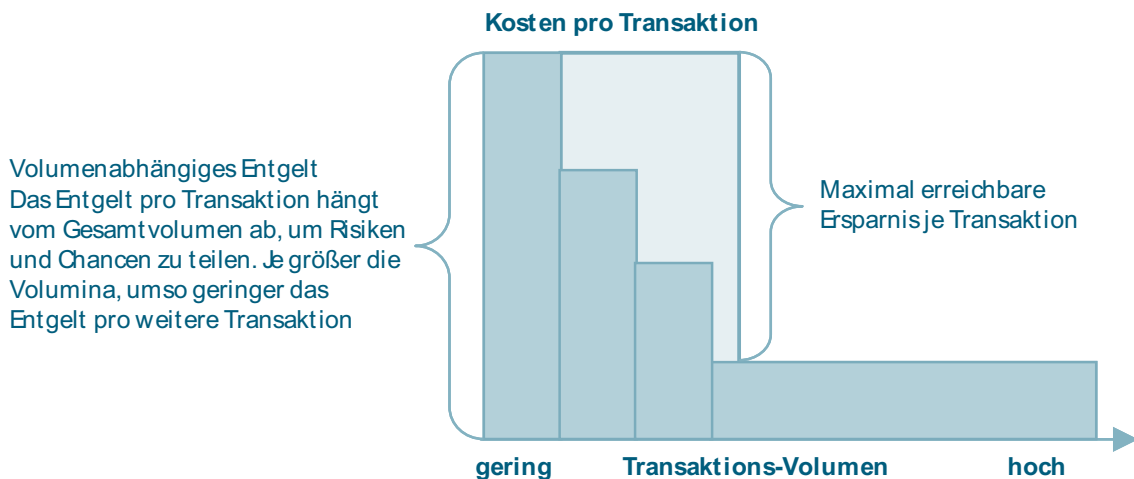 Kosten pro Transaktion
Volumenabhängiges Entgelt
Das Entgelt pro Transaktion hängt
vom Gesamtvolumen ab, um Risiken
und Chancen zu teilen. Je größer die
Volumina, umso geringer das
Entgelt pro weitere Transaktion
Maximal erreichbare
Ersparnis je Transaktion
gering Transaktions-Volumen hoch